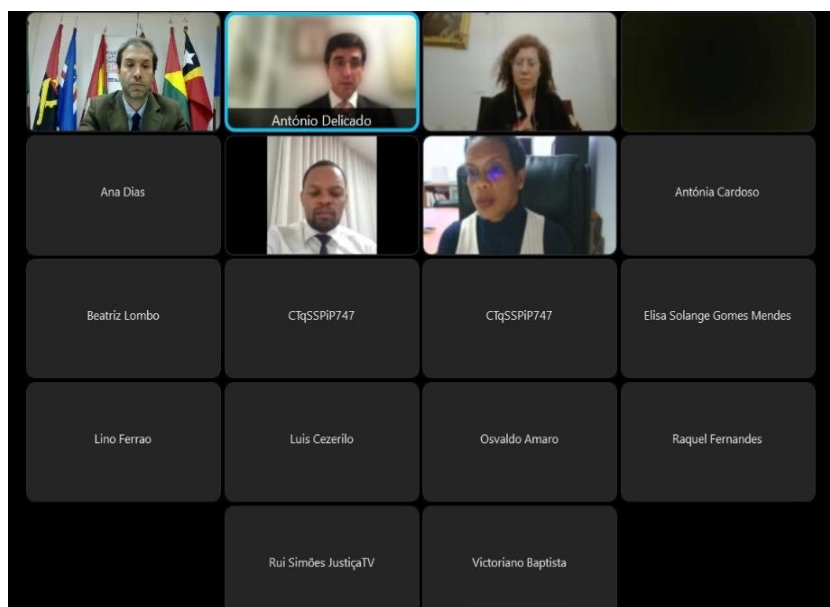 António Delicado
Ana Dias
Antónia Cardoso
Beatriz Lombo
CTqSSPiP747
CTqSSPiP747
Elisa Solange Gomes Mendes
Lino Ferrao
Luis Cezerilo
Osvaldo Amaro
Raquel Fernandes
Rui Simões JustiçaTV
Victoriano Baptista